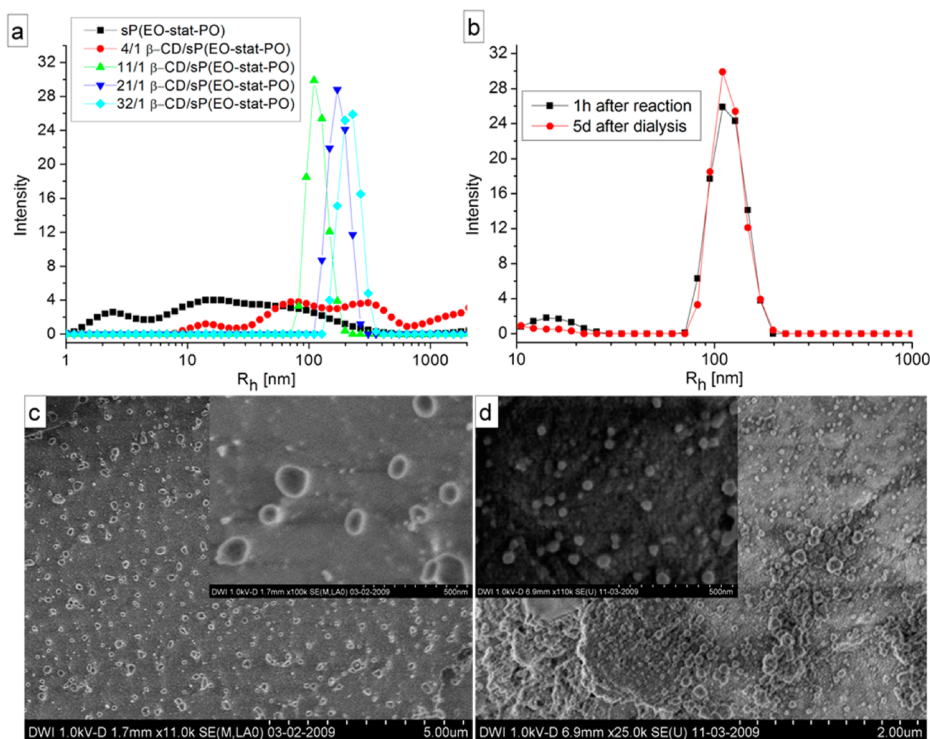 a
sP(EO-stat-PO)
4/1 β-CD/sP(EO-stat-PO)
11/1 β-CD/sP(EO-stat-PO)
21/1 β-CD/sP(EO-stat-PO)
32/1 β-CD/sP(EO-stat-PO)
32
28
24
20
16
12
8
4
0
Intensity
1 10 100 1000
Rh [nm]
b
1h after reaction
5d after dialysis
32
28
24
20
16
12
8
4
0
Intensity
10 100 1000
Rh [nm]
c
DWI 1.0kV-D 1.7mm x100k SE(M,LA0) 03-02-2009 500nm
DWI 1.0kV-D 1.7mm x11.0k SE(M,LA0) 03-02-2009 5.00um
d
DWI 1.0kV-D 6.9mm x110k SE(U) 11-03-2009 500nm
DWI 1.0kV-D 6.9mm x25.0k SE(U) 11-03-2009 2.00um